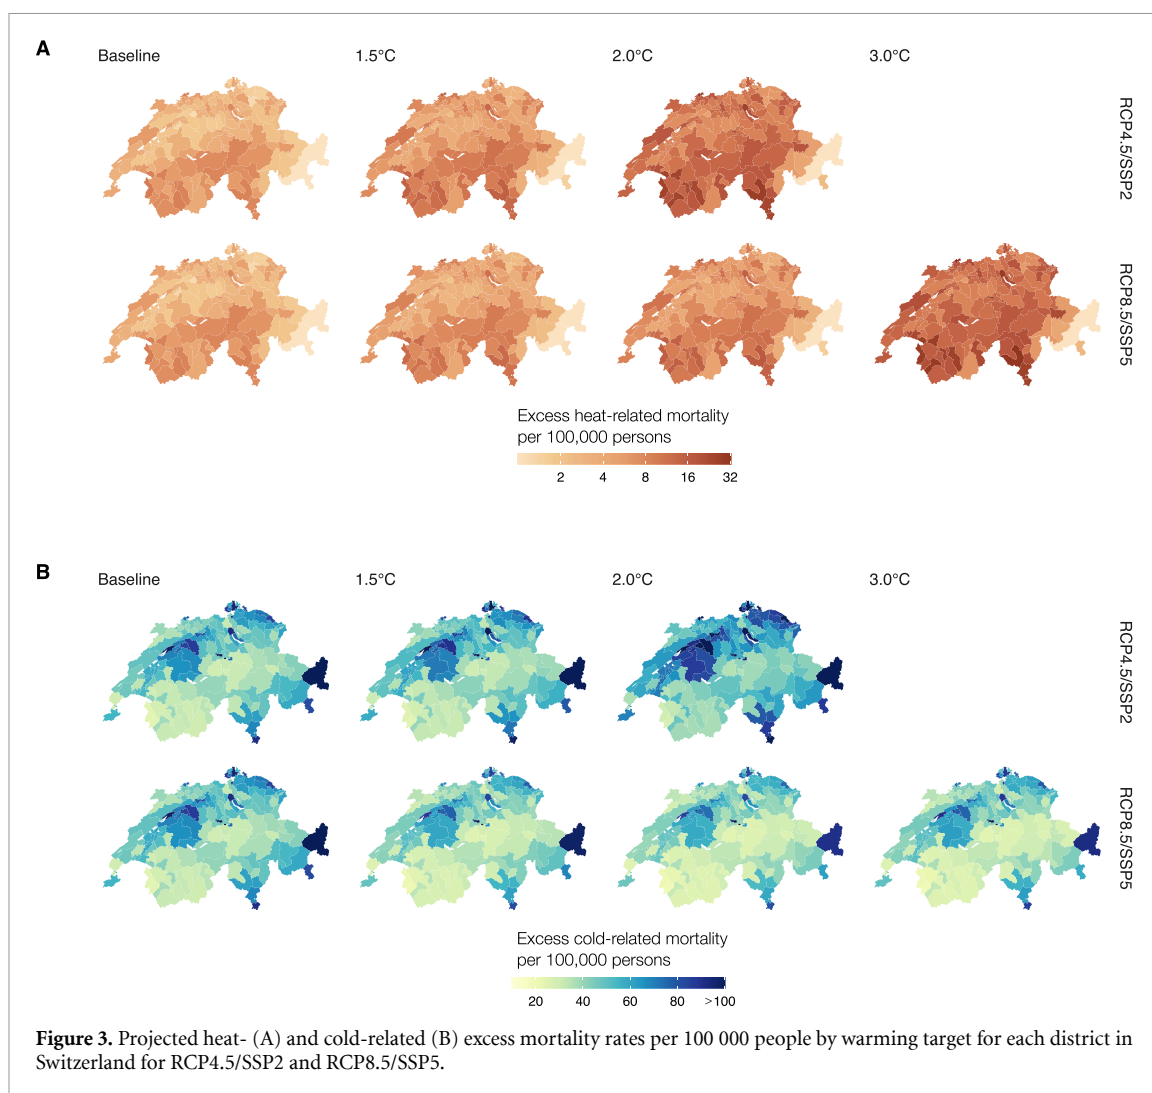 A
Baseline
1.5°C
2.0°C
3.0°C
RCP4.5/SSP2
RCP8.5/SSP5
Excess heat-related mortality
per 100,000 persons
2 4 8 16 32
B
Baseline
1.5°C
2.0°C
3.0°C
RCP4.5/SSP2
RCP8.5/SSP5
Excess cold-related mortality
per 100,000 persons
20 40 60 80 >100
Figure 3. Projected heat- (A) and cold-related (B) excess mortality rates per 100 000 people by warming target for each district in
Switzerland for RCP4.5/SSP2 and RCP8.5/SSP5.